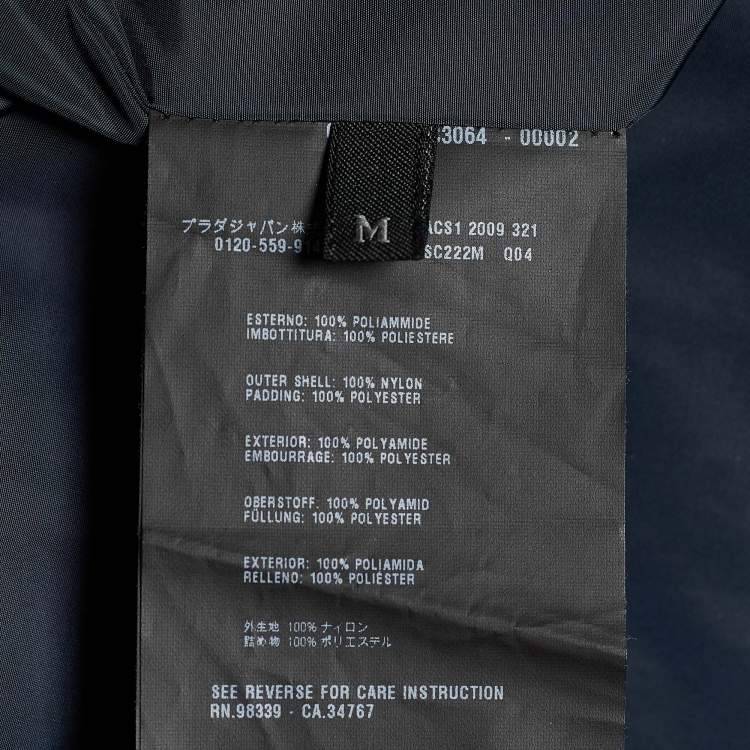 3064 - 00002
プラダジャパン株 ACS1 2009 321
0120-559-9 SC222M Q04
M
ESTERNO: 100% POLIAMMIDE
IMBOTTITURA: 100% POLIESTERE
OUTER SHELL: 100% NYLON
PADDING: 100% POLYESTER
EXTERIOR: 100% POLYAMIDE
EMBOURRAGE: 100% POLYESTER
OBERSTOFF: 100% POLYAMID
FÜLLUNG: 100% POLYESTER
EXTERIOR: 100% POLIAMIDA
RELLENO: 100% POLIÉSTER
外生地 100% ナイロン
詰め物 100% ポリエステル
SEE REVERSE FOR CARE INSTRUCTION
RN.98339 - CA.34767